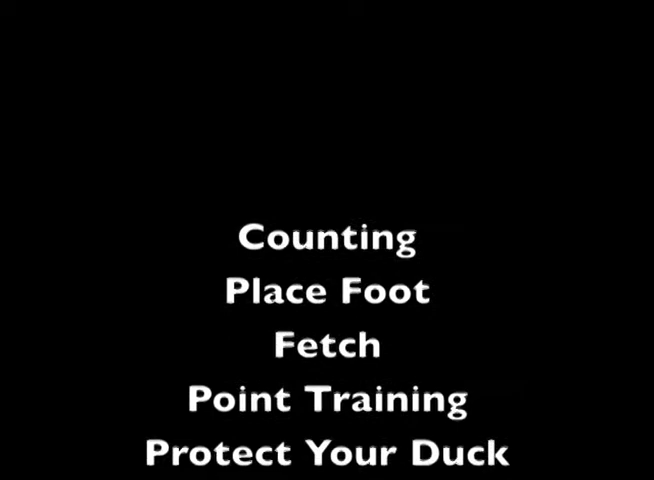 Counting
Place Foot
Fetch
Point Training
Protect Your Duck